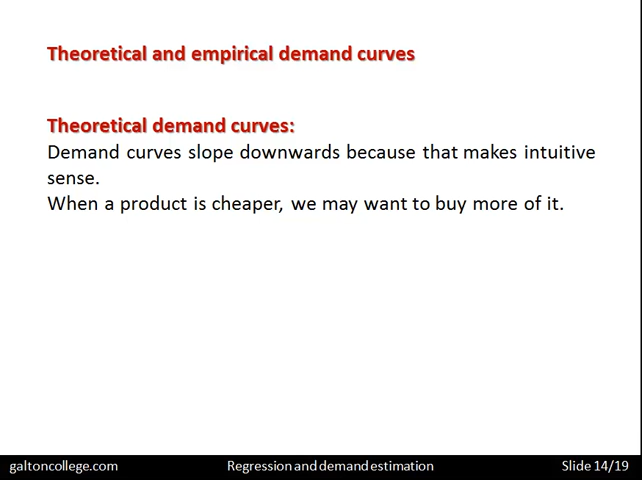 Theoretical and empirical demand curves
Theoretical demand curves:
Demand curves slope downwards because that makes intuitive
sense.
When a product is cheaper, we may want to buy more of it.
galtoncollege.com
Regression and demand estimation
Slide 14/19